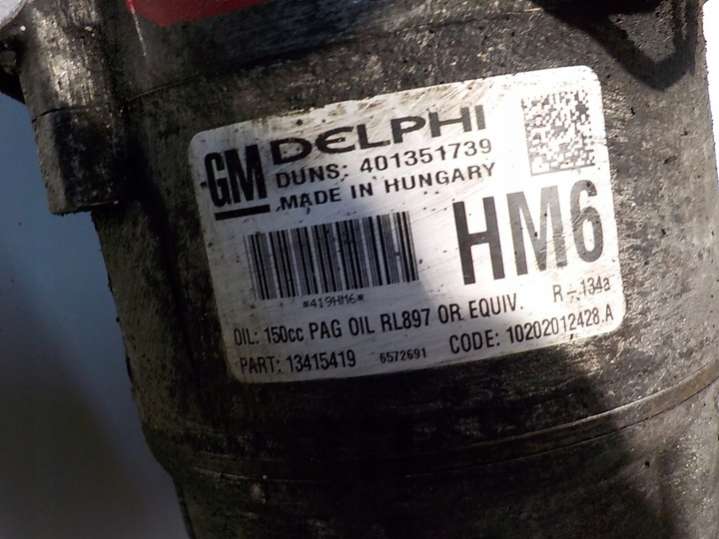 GM DELPHI
DUNS: 401351739
MADE IN HUNGARY
HM6
*419HM6*
R-134a
OIL: 150cc PAG OIL RL897 OR EQUIV.
PART: 13415419 6572691 CODE: 10202012428.A